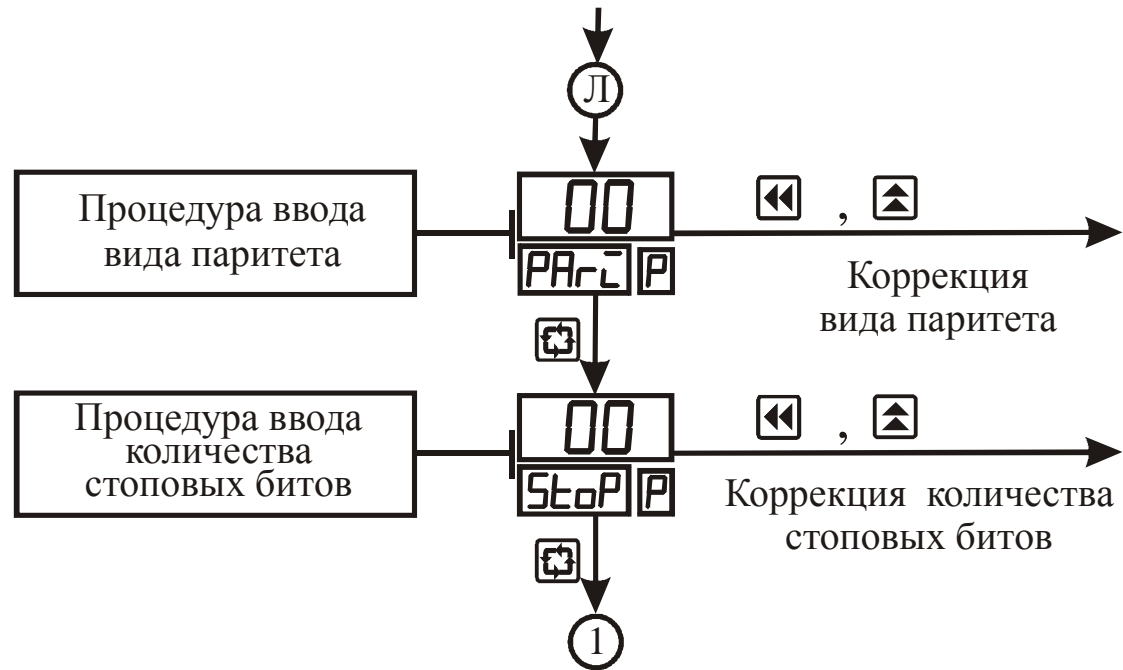 Л
Процедура ввода
вида паритета
00
PAri P
,
Коррекция
вида паритета
Процедура ввода
количества
стоповых битов
00
StoP P
,
Коррекция количества
стоповых битов
1